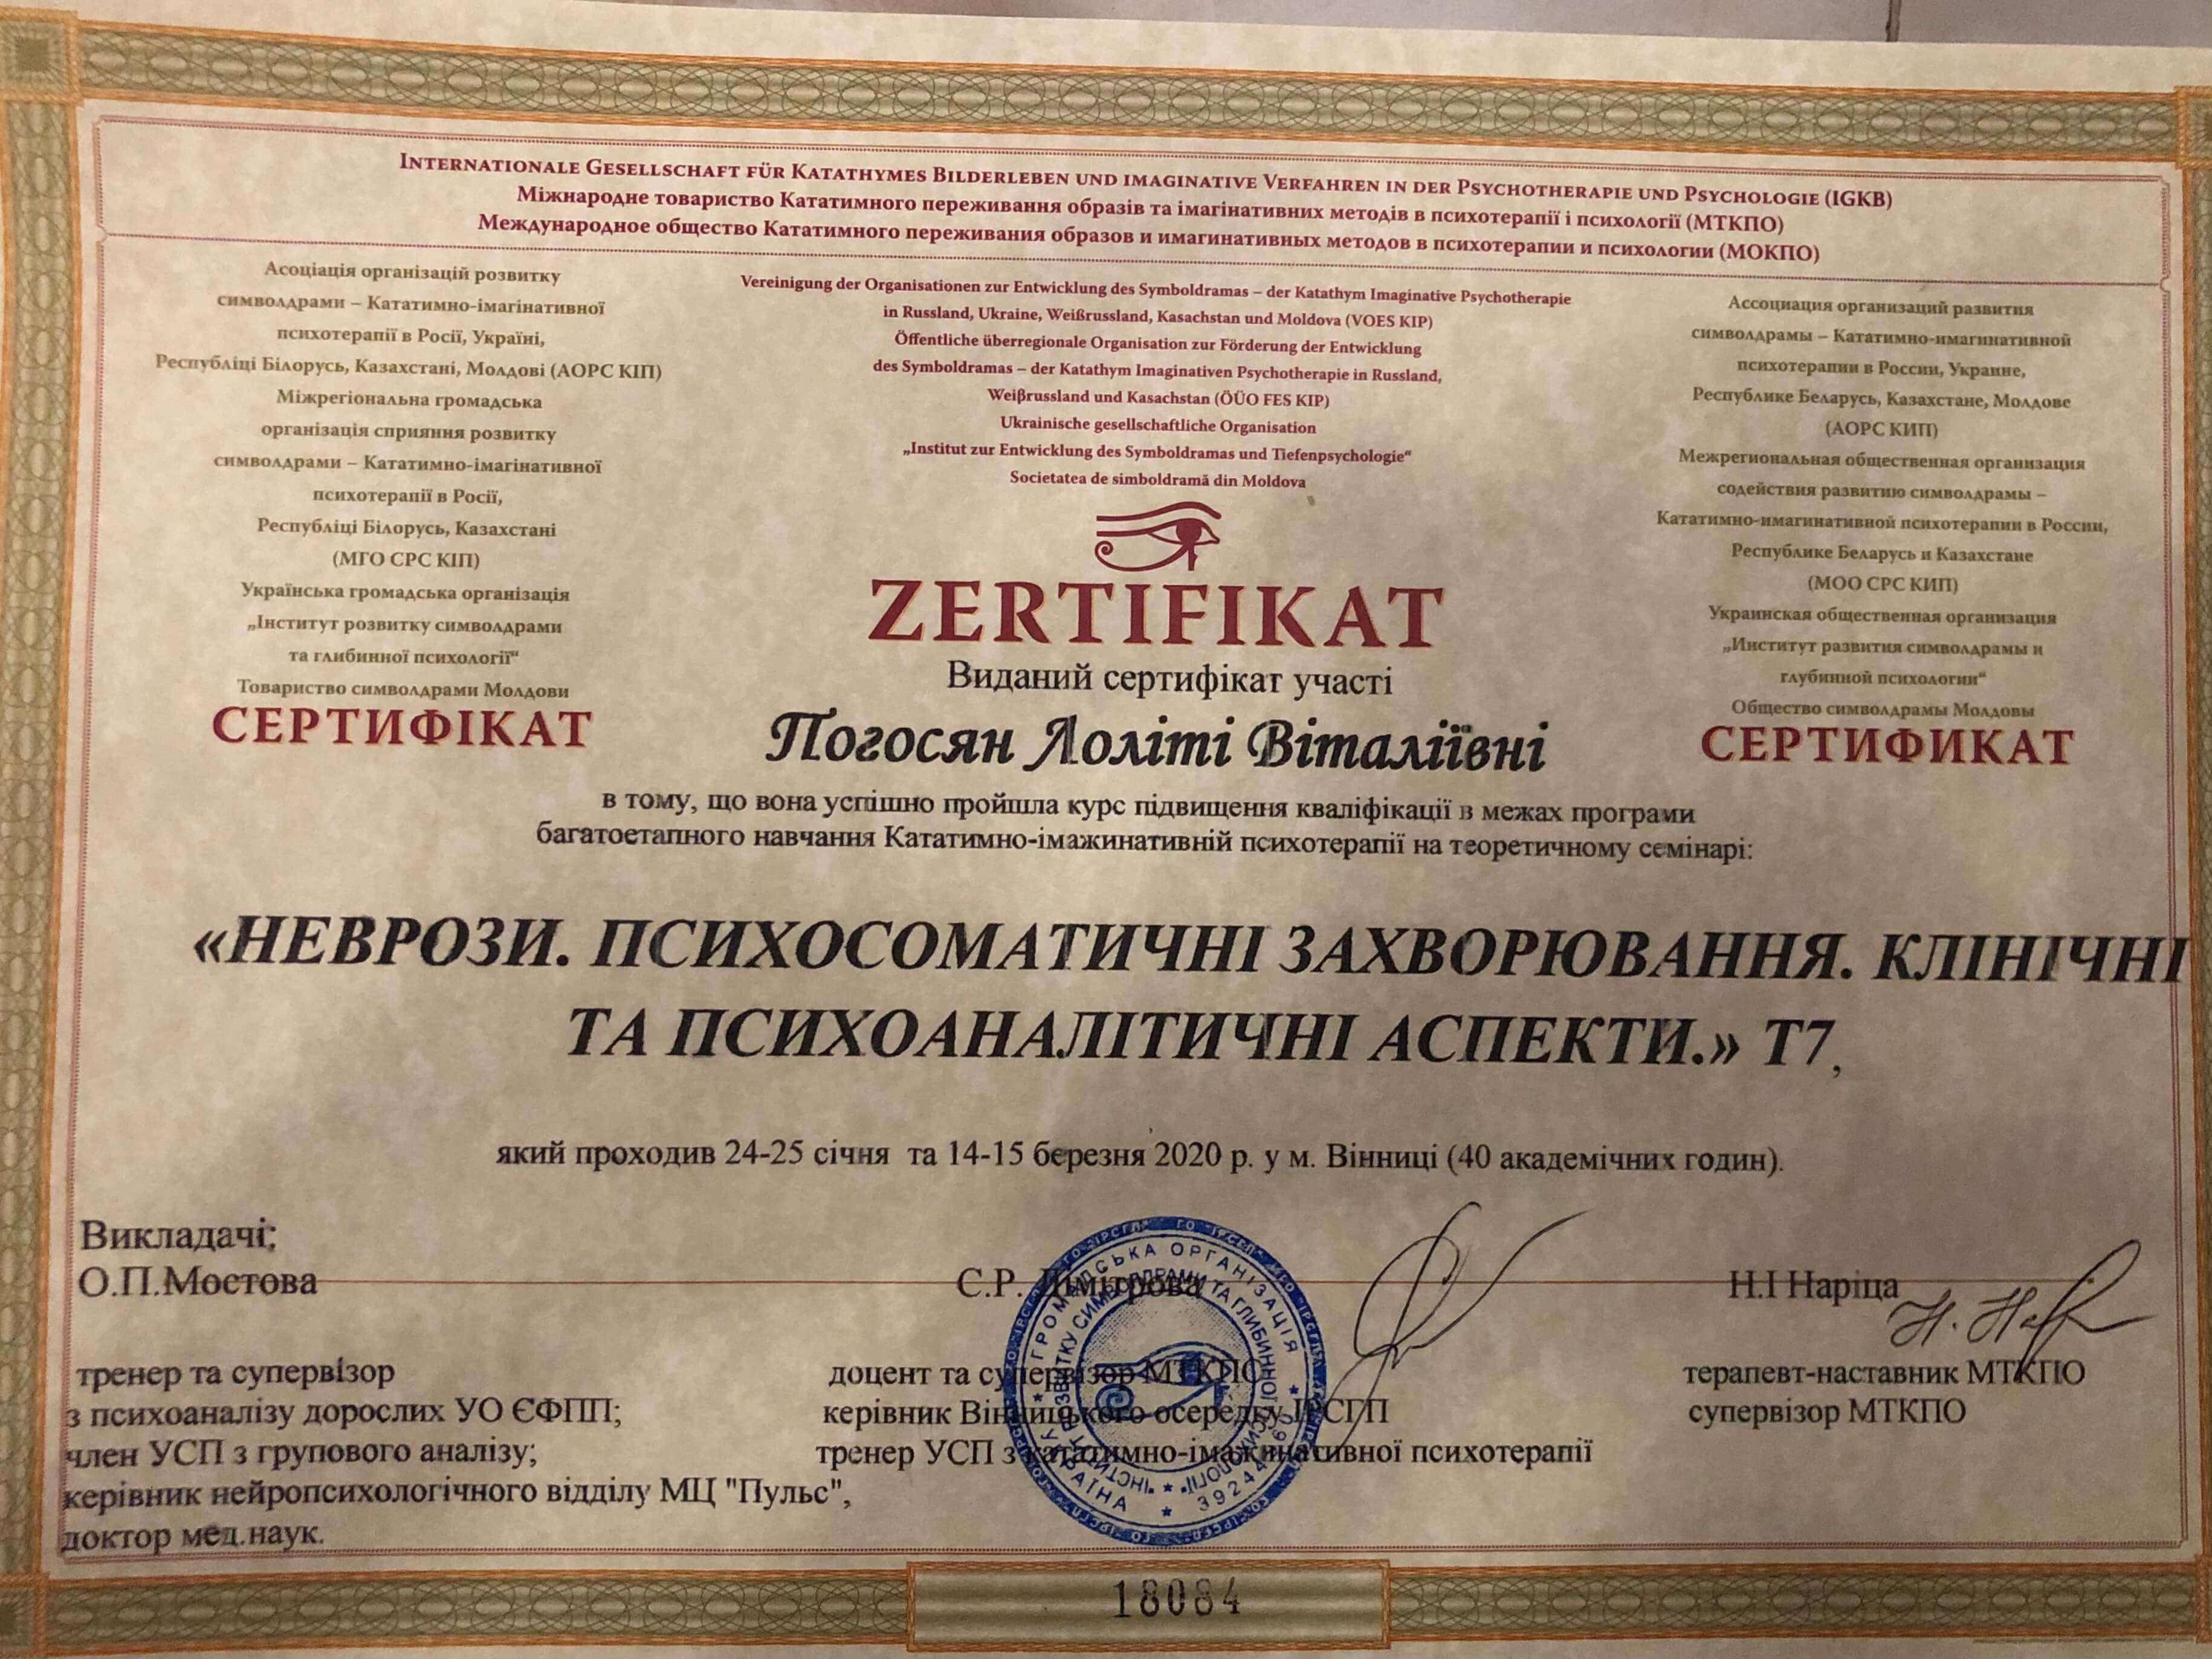 Internationale Gesellschaft für Katathymes Bilderleben und imaginative Verfahren in der Psychotherapie und Psychologie (IGKB)
Міжнародне товариство Кататимного переживання образів та імагінативних методів в психотерапії і психології (МТКПО)
Международное общество Кататимного переживания образов и имагинативных методов в психотерапии и психологии (МОКПО)
Асоціація організацій розвитку
символдрами – Кататимно-імагінативної
психотерапії в Росії, Україні,
Республіці Білорусь, Казахстані, Молдові (АОРС КІП)
Міжрегіональна громадська
організація сприяння розвитку
символдрами – Кататимно-імагінативної
психотерапії в Росії,
Республіці Білорусь, Казахстані
(МГО СРС КІП)
Українська громадська організація
„Інститут розвитку символдрами
та глибинної психології“
Товариство символдрами Молдови
СЕРТИФІКАТ
Vereinigung der Organisationen zur Entwicklung des Symboldramas – der Katathym Imaginative Psychotherapie
in Russland, Ukraine, Weißrussland, Kasachstan und Moldova (VOES KIP)
Öffentliche überregionale Organisation zur Förderung der Entwicklung
des Symboldramas – der Katathym Imaginativen Psychotherapie in Russland,
Weißrussland und Kasachstan (ÖÜO FES KIP)
Ukrainische gesellschaftliche Organisation
„Institut zur Entwicklung des Symboldramas und Tiefenpsychologie“
Societatea de simboldramă din Moldova
ZERTIFIKAT
Ассоциация организаций развития
символдрамы – Кататимно-имагинативной
психотерапии в России, Украине,
Республике Беларусь, Казахстане, Молдове
(АОРС КИП)
Межрегиональная общественная организация
содействия развитию символдрамы –
Кататимно-имагинативной психотерапии в России,
Республике Беларусь и Казахстане
(МОО СРС КИП)
Украинская общественная организация
„Институт развития символдрамы и
глубинной психологии“
Общество символдрамы Молдовы
СЕРТИФИКАТ
Виданий сертифікат участі
Погосян Лоліті Віталіївні
в тому, що вона успішно пройшла курс підвищення кваліфікації в межах програми
багатоетапного навчання Кататимно-імажинативній психотерапії на теоретичному семінарі:
«НЕВРОЗИ. ПСИХОСОМАТИЧНІ ЗАХВОРЮВАННЯ. КЛІНІЧНІ
ТА ПСИХОАНАЛІТИЧНІ АСПЕКТИ.» Т7,
який проходив 24-25 січня та 14-15 березня 2020 р. у м. Вінниці (40 академічних годин).
Викладачі;
О.П.Мостова
тренер та супервізор
з психоаналізу дорослих УО ЄФПП;
член УСП з групового аналізу;
керівник нейропсихологічного відділу МЦ "Пульс",
доктор мед.наук.
Є.Р. Дімітрова
доцент та супервізор МТКПО
керівник Вінницького осередку ІРСГП
тренер УСП з кататимно-імажинативної психотерапії
ГРОМАДСЬКА ОРГАНІЗАЦІЯ
УКРАЇНА
Н.І Наріца
терапевт-наставник МТКПО
супервізор МТКПО
18084